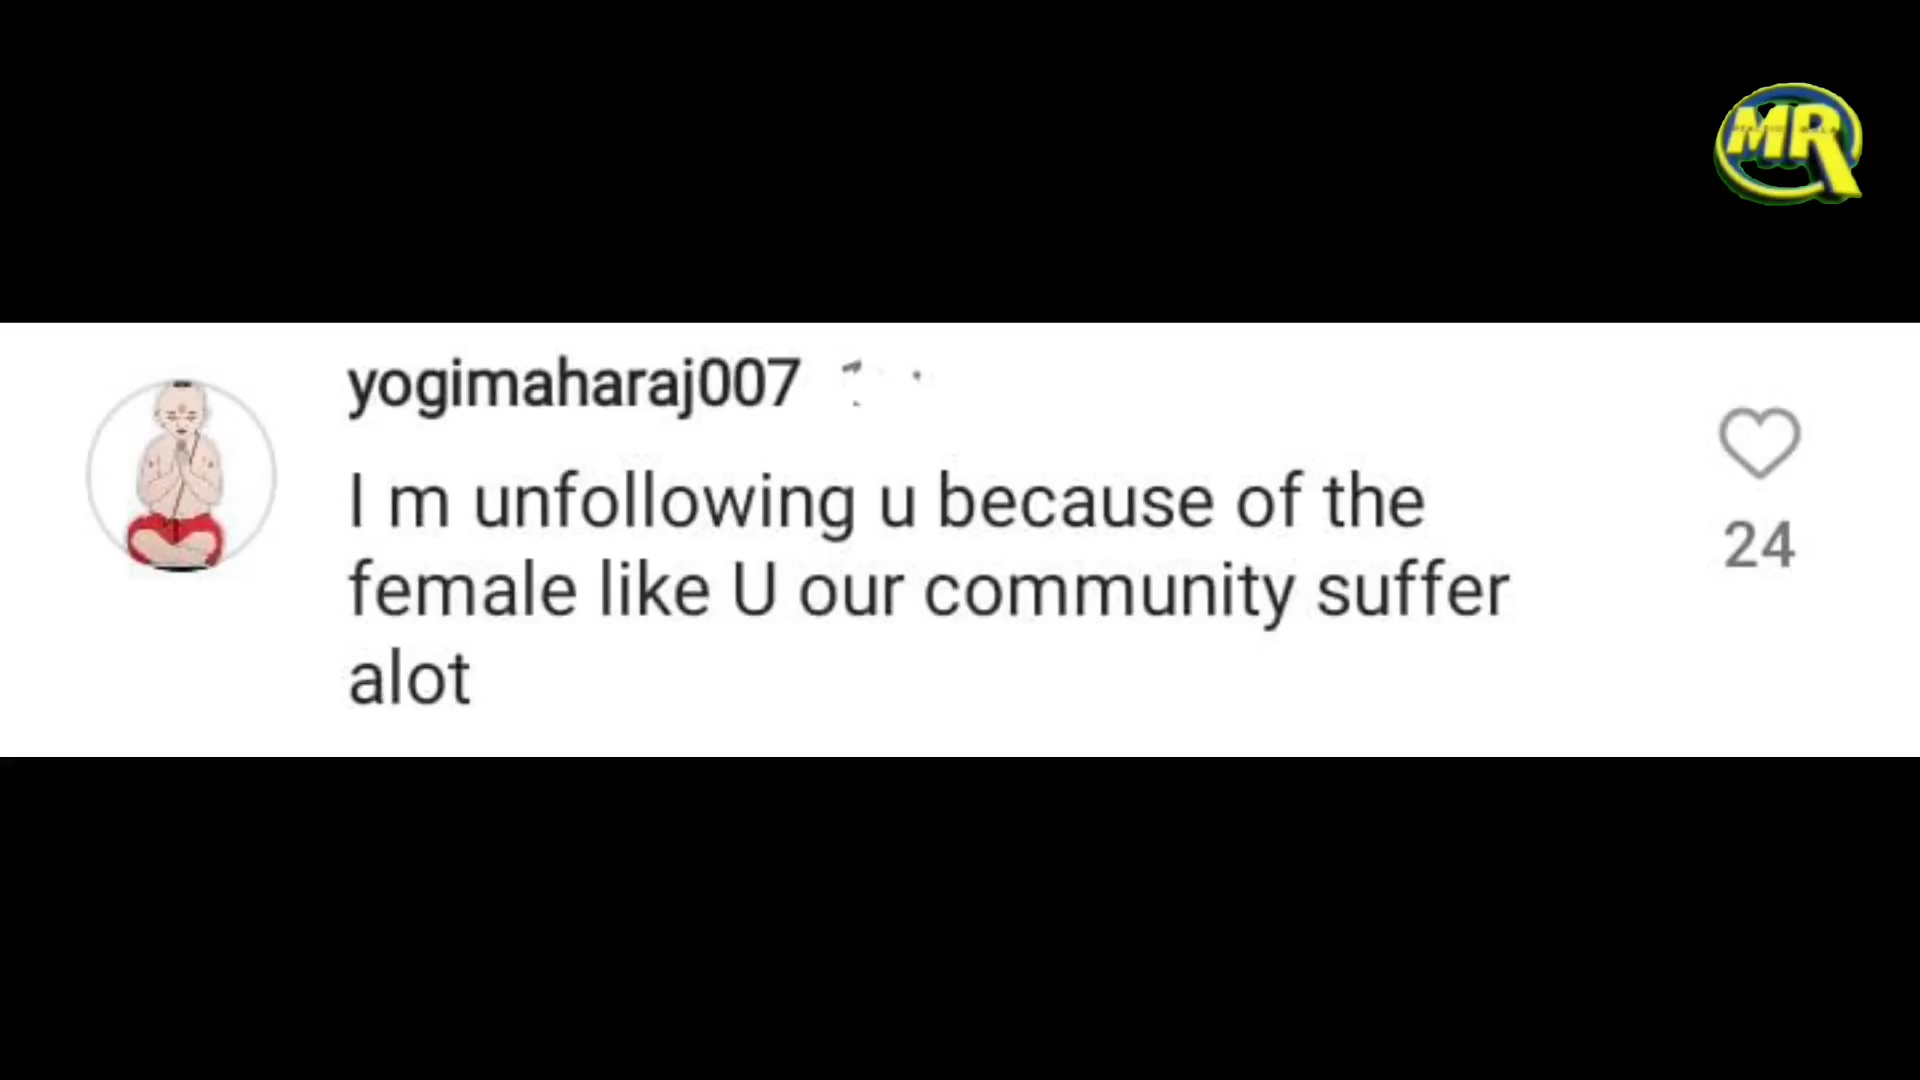 MR
yogimaharaj007
I m unfollowing u because of the
female like U our community suffer
alot
24